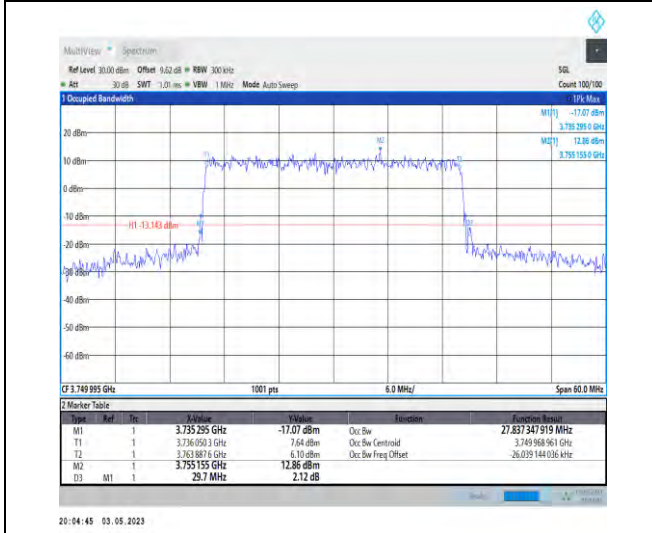 MultiView Spectrum
Ref Level 30.00 dBm Offset 9.62 dB RBW 300 kHz SGL
Att 30 dB SWT 1.01 ms VBW 1 MHz Mode Auto Sweep Count 100/100
1 Occupied Bandwidth 1Pk Max
M1[1] -17.07 dBm
3.735 295 0 GHz
M2[1] 12.86 dBm
3.755 155 0 GHz
20 dBm
M2
T1
10 dBm
0 dBm
-10 dBm
H1 -13.143 dBm
-20 dBm
-30 dBm
-40 dBm
-50 dBm
-60 dBm
CF 3.749 995 GHz 1001 pts 6.0 MHz/ Span 60.0 MHz
2 Marker Table
Type Ref Trc X-Value Y-Value Function Function Result
M1 1 3.735 295 GHz -17.07 dBm Occ Bw 27.837 347 919 MHz
T1 1 3.736 050 3 GHz 7.64 dBm Occ Bw Centroid 3.749 968 961 GHz
T2 1 3.763 887 6 GHz 6.10 dBm Occ Bw Freq Offset -26.039 144 036 kHz
M2 1 3.755 155 GHz 12.86 dBm
D3 M1 1 29.7 MHz 2.12 dB
20:04:45 03.05.2023